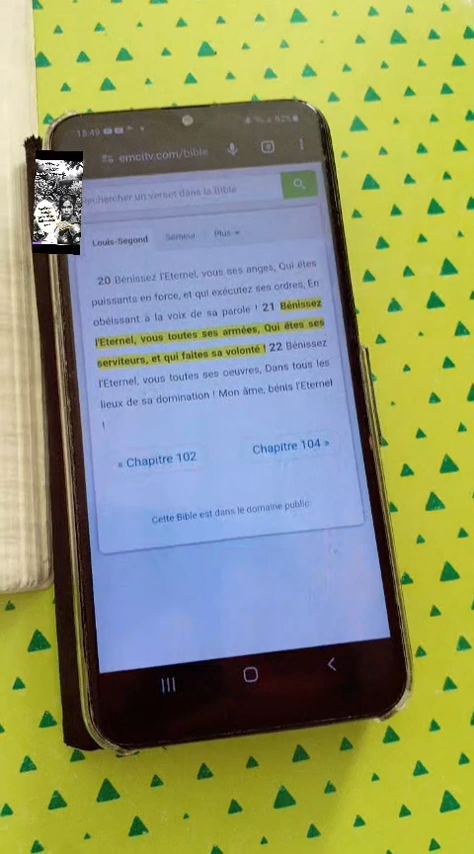 15:49
92%
emcitv.com/bible
Rechercher un verset dans la Bible
Louis-Segond Semeur Plus
20 Bénissez l'Eternel, vous ses anges, Qui êtes
puissants en force, et qui exécutez ses ordres, En
obéissant à la voix de sa parole ! 21 Bénissez
l'Eternel, vous toutes ses armées, Qui êtes ses
serviteurs, et qui faites sa volonté ! 22 Bénissez
l'Eternel, vous toutes ses oeuvres, Dans tous les
lieux de sa domination ! Mon âme, bénis l'Eternel
!
« Chapitre 102 Chapitre 104 »
Cette Bible est dans le domaine public